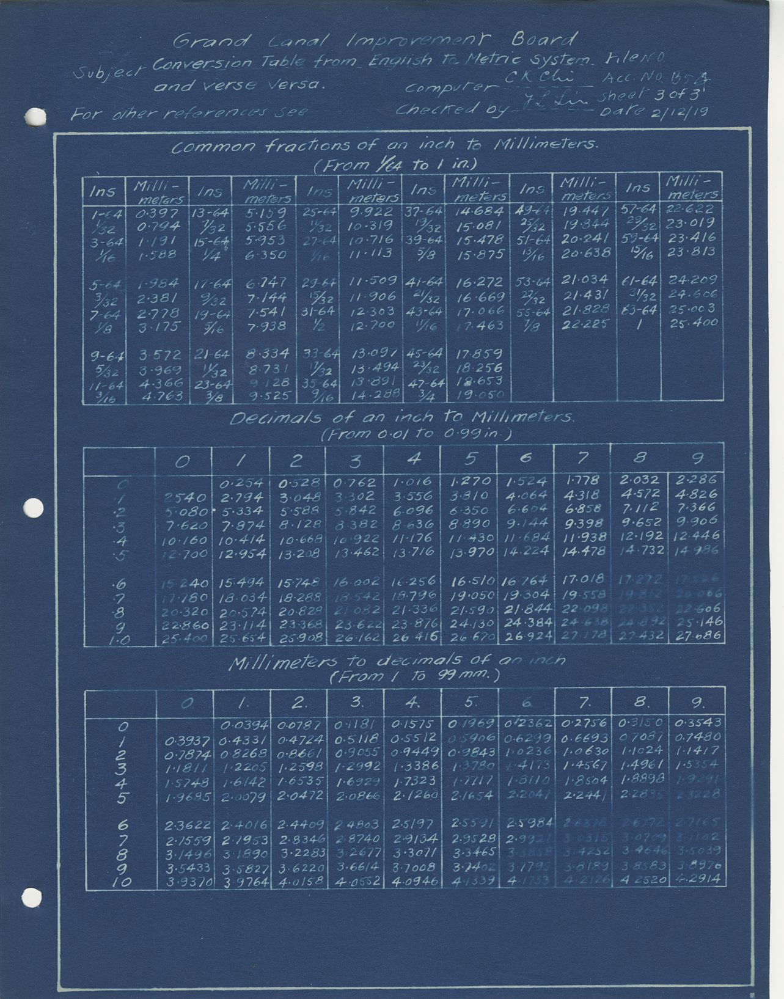 Grand Canal Improvement Board
Subject Conversion Table from English to Metric System. File No.
and verse versa. Computer C K Chi Acc. No. B52
Checked by F L Lin Sheet 3 of 3
For other references see Date 2/12/19
Common fractions of an inch to Millimeters.
(From 1/64 to 1 in.)
Ins Milli-meters Ins Milli-meters Ins Milli-meters Ins Milli-meters Ins Milli-meters Ins Milli-meters
1-64 0.397 13-64 5.159 25-64 9.922 37-64 14.684 49-64 19.447 57-64 22.622
1/32 0.794 7/32 5.556 11/32 10.319 19/32 15.081 25/32 19.844 29/32 23.019
3-64 1.191 15-64 5.953 27-64 10.716 39-64 15.478 51-64 20.241 59-64 23.416
1/16 1.588 1/4 6.350 7/16 11.113 5/8 15.875 13/16 20.638 15/16 23.813
5-64 1.984 17-64 6.747 29-64 11.509 41-64 16.272 53-64 21.034 61-64 24.209
3/32 2.381 9/32 7.144 15/32 11.906 21/32 16.669 27/32 21.431 31/32 24.606
7-64 2.778 19-64 7.541 31-64 12.303 43-64 17.066 55-64 21.828 63-64 25.003
1/8 3.175 5/16 7.938 1/2 12.700 11/16 17.463 7/8 22.225 1 25.400
9-64 3.572 21-64 8.334 33-64 13.097 45-64 17.859
5/32 3.969 11/32 8.731 17/32 13.494 23/32 18.256
11-64 4.366 23-64 9.128 35-64 13.891 47-64 18.653
3/16 4.763 3/8 9.525 9/16 14.288 3/4 19.050
Decimals of an inch to Millimeters.
(From 0.01 to 0.99 in.)
0 1 2 3 4 5 6 7 8 9
0 0.254 0.528 0.762 1.016 1.270 1.524 1.778 2.032 2.286
.1 2540 2.794 3.048 3.302 3.556 3.810 4.064 4.318 4.572 4.826
.2 5.080 5.334 5.588 5.842 6.096 6.350 6.604 6.858 7.112 7.366
.3 7.620 7.874 8.128 8.382 8.636 8.890 9.144 9.398 9.652 9.906
.4 10.160 10.414 10.668 10.922 11.176 11.430 11.684 11.938 12.192 12.446
.5 12.700 12.954 13.208 13.462 13.716 13.970 14.224 14.478 14.732 14.986
.6 15.240 15.494 15.748 16.002 16.256 16.510 16.764 17.018 17.272
.7 17.780 18.034 18.288 18.542 18.796 19.050 19.304 19.558 19.812 20.066
.8 20.320 20.574 20.828 21.082 21.336 21.590 21.844 22.098 22.352 22.606
.9 22.860 23.114 23.368 23.622 23.876 24.130 24.384 24.638 24.892 25.146
1.0 25.400 25.654 25.908 26.162 26.416 26.670 26.924 27.178 27.432 27.686
Millimeters to decimals of an inch
(From 1 to 99 mm.)
0 1. 2. 3. 4. 5. 6 7. 8. 9.
0 0.0394 0.0787 0.1181 0.1575 0.1969 0.2362 0.2756 0.3150 0.3543
1 0.3937 0.4331 0.4724 0.5118 0.5512 0.5906 0.6299 0.6693 0.7087 0.7480
2 0.7874 0.8268 0.8661 0.9055 0.9449 0.9843 1.0236 1.0630 1.1024 1.1417
3 1.1811 1.2205 1.2598 1.2992 1.3386 1.3780 1.4173 1.4567 1.4961 1.5354
4 1.5748 1.6142 1.6535 1.6929 1.7323 1.7717 1.8110 1.8504 1.8898 1.9291
5 1.9685 2.0079 2.0472 2.0866 2.1260 2.1654 2.2047 2.2441 2.2835 2.3228
6 2.3622 2.4016 2.4409 2.4803 2.5197 2.5591 2.5984 2.6378 2.6772 2.7165
7 2.7559 2.7953 2.8346 2.8740 2.9134 2.9528 2.9921 3.0315 3.0709 3.1102
8 3.1496 3.1890 3.2283 3.2677 3.3071 3.3465 3.3858 3.4252 3.4646 3.5039
9 3.5433 3.5827 3.6220 3.6614 3.7008 3.7402 3.7795 3.8189 3.8583 3.8976
10 3.9370 3.9764 4.0158 4.0552 4.0946 4.1339 4.1733 4.2126 4.2520 4.2914